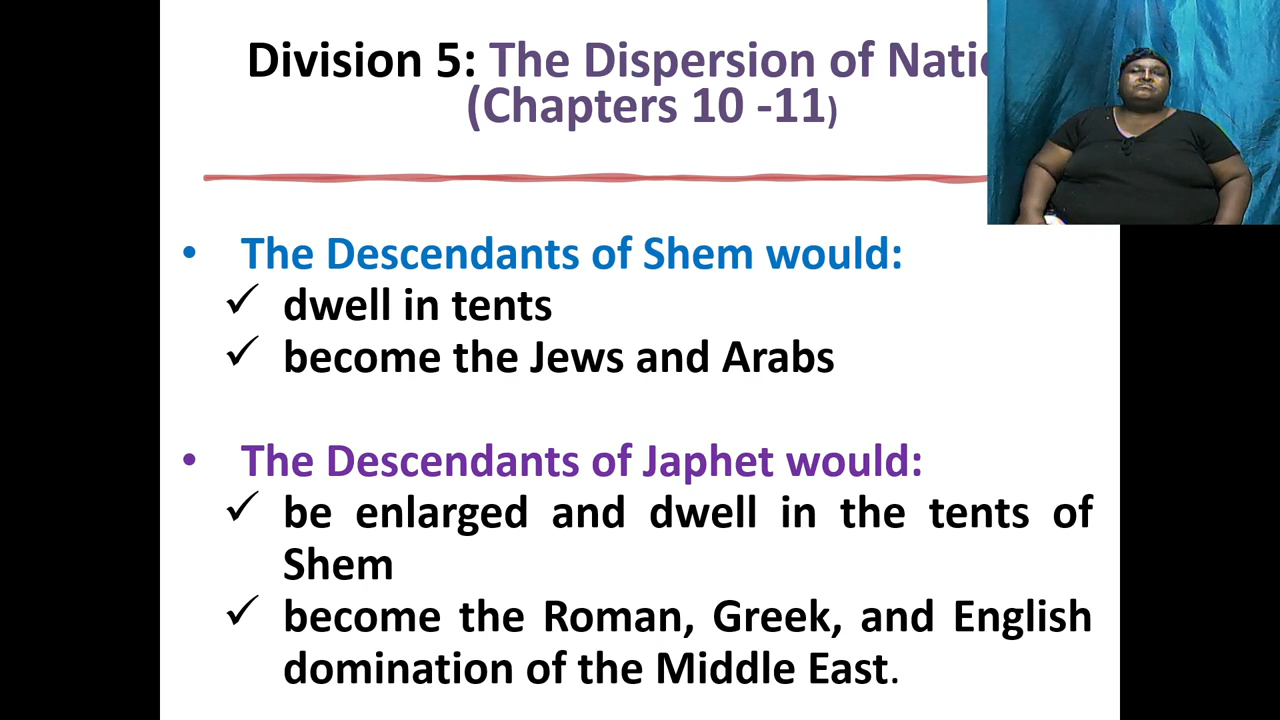 Division 5: The Dispersion of
(Chapters 10 -11)
• The Descendants of Shem would:
✓ dwell in tents
✓ become the Jews and Arabs
• The Descendants of Japhet would:
✓ be enlarged and dwell in the tents of
Shem
✓ become the Roman, Greek, and English
domination of the Middle East.